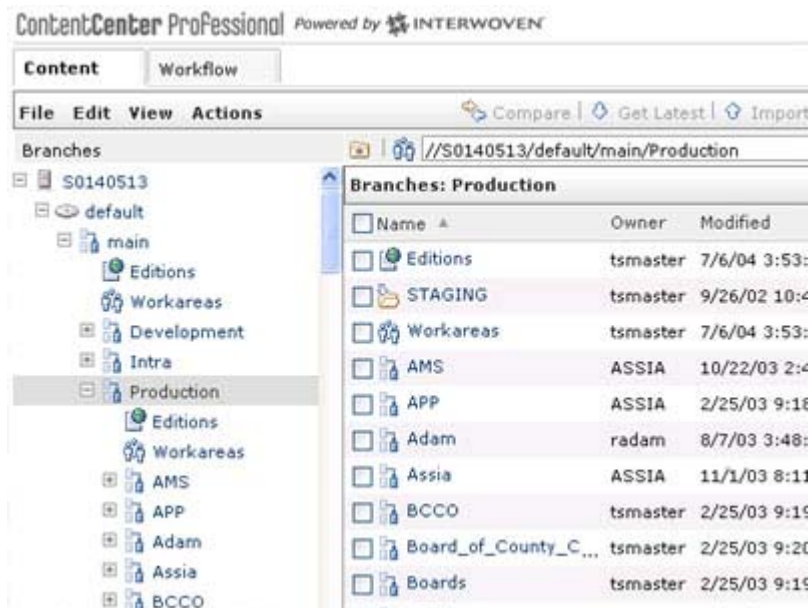 ContentCenter Professional Powered by INTERWOVEN
Content Workflow
File Edit View Actions Compare Get Latest Import
Branches //S0140513/default/main/Production
S0140513
default
main
Editions
Workareas
Development
Intra
Production
Editions
Workareas
AMS
APP
Adam
Assia
BCCO
Branches: Production
Name Owner Modified
Editions tsmaster 7/6/04 3:53:
STAGING tsmaster 9/26/02 10:4
Workareas tsmaster 7/6/04 3:53:
AMS ASSIA 10/22/03 2:4
APP ASSIA 2/25/03 9:18
Adam radam 8/7/03 3:48:
Assia ASSIA 11/1/03 8:11
BCCO tsmaster 2/25/03 9:19
Board_of_County_C... tsmaster 2/25/03 9:20
Boards tsmaster 2/25/03 9:19